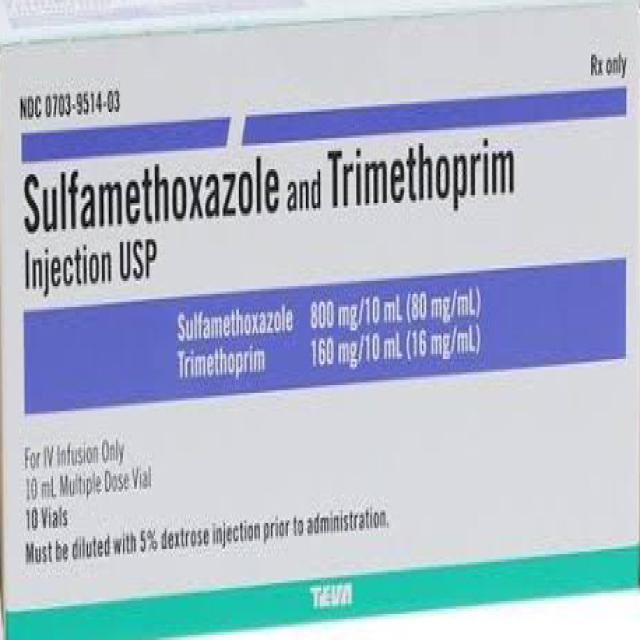 Rx only
NDC 0703-9514-03
Sulfamethoxazole and Trimethoprim
Injection USP
Sulfamethoxazole 800 mg/10 mL (80 mg/mL)
Trimethoprim 160 mg/10 mL (16 mg/mL)
For IV Infusion Only
10 mL Multiple Dose Vial
10 Vials
Must be diluted with 5% dextrose injection prior to administration.
TEVA